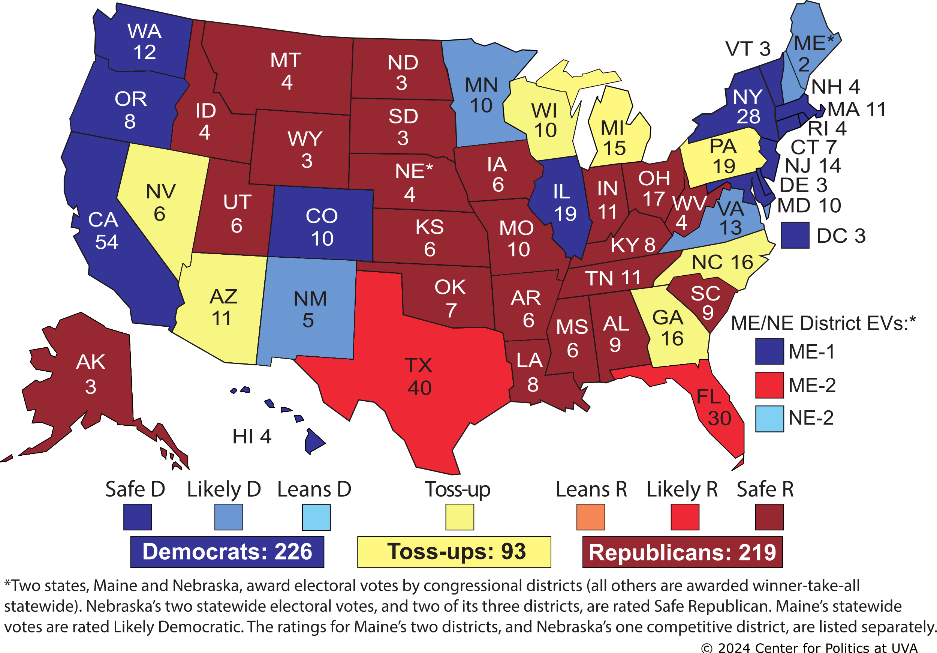 WA
12
OR
8
CA
54
NV
6
ID
4
MT
4
WY
3
UT
6
AZ
11
CO
10
NM
5
ND
3
SD
3
NE*
4
KS
6
OK
7
TX
40
MN
10
IA
6
MO
10
AR
6
LA
8
WI
10
IL
19
MI
15
IN
11
OH
17
KY 8
TN 11
MS
6
AL
9
GA
16
FL
30
SC
9
NC 16
VA
13
WV
4
PA
19
NY
28
VT 3
ME*
2
NH 4
MA 11
RI 4
CT 7
NJ 14
DE 3
MD 10
DC 3
AK
3
HI 4
ME/NE District EVs:*
ME-1
ME-2
NE-2
Safe D
Likely D
Leans D
Toss-up
Leans R
Likely R
Safe R
Democrats: 226
Toss-ups: 93
Republicans: 219
*Two states, Maine and Nebraska, award electoral votes by congressional districts (all others are awarded winner-take-all
statewide). Nebraska's two statewide electoral votes, and two of its three districts, are rated Safe Republican. Maine's statewide
votes are rated Likely Democratic. The ratings for Maine's two districts, and Nebraska's one competitive district, are listed separately.
© 2024 Center for Politics at UVA